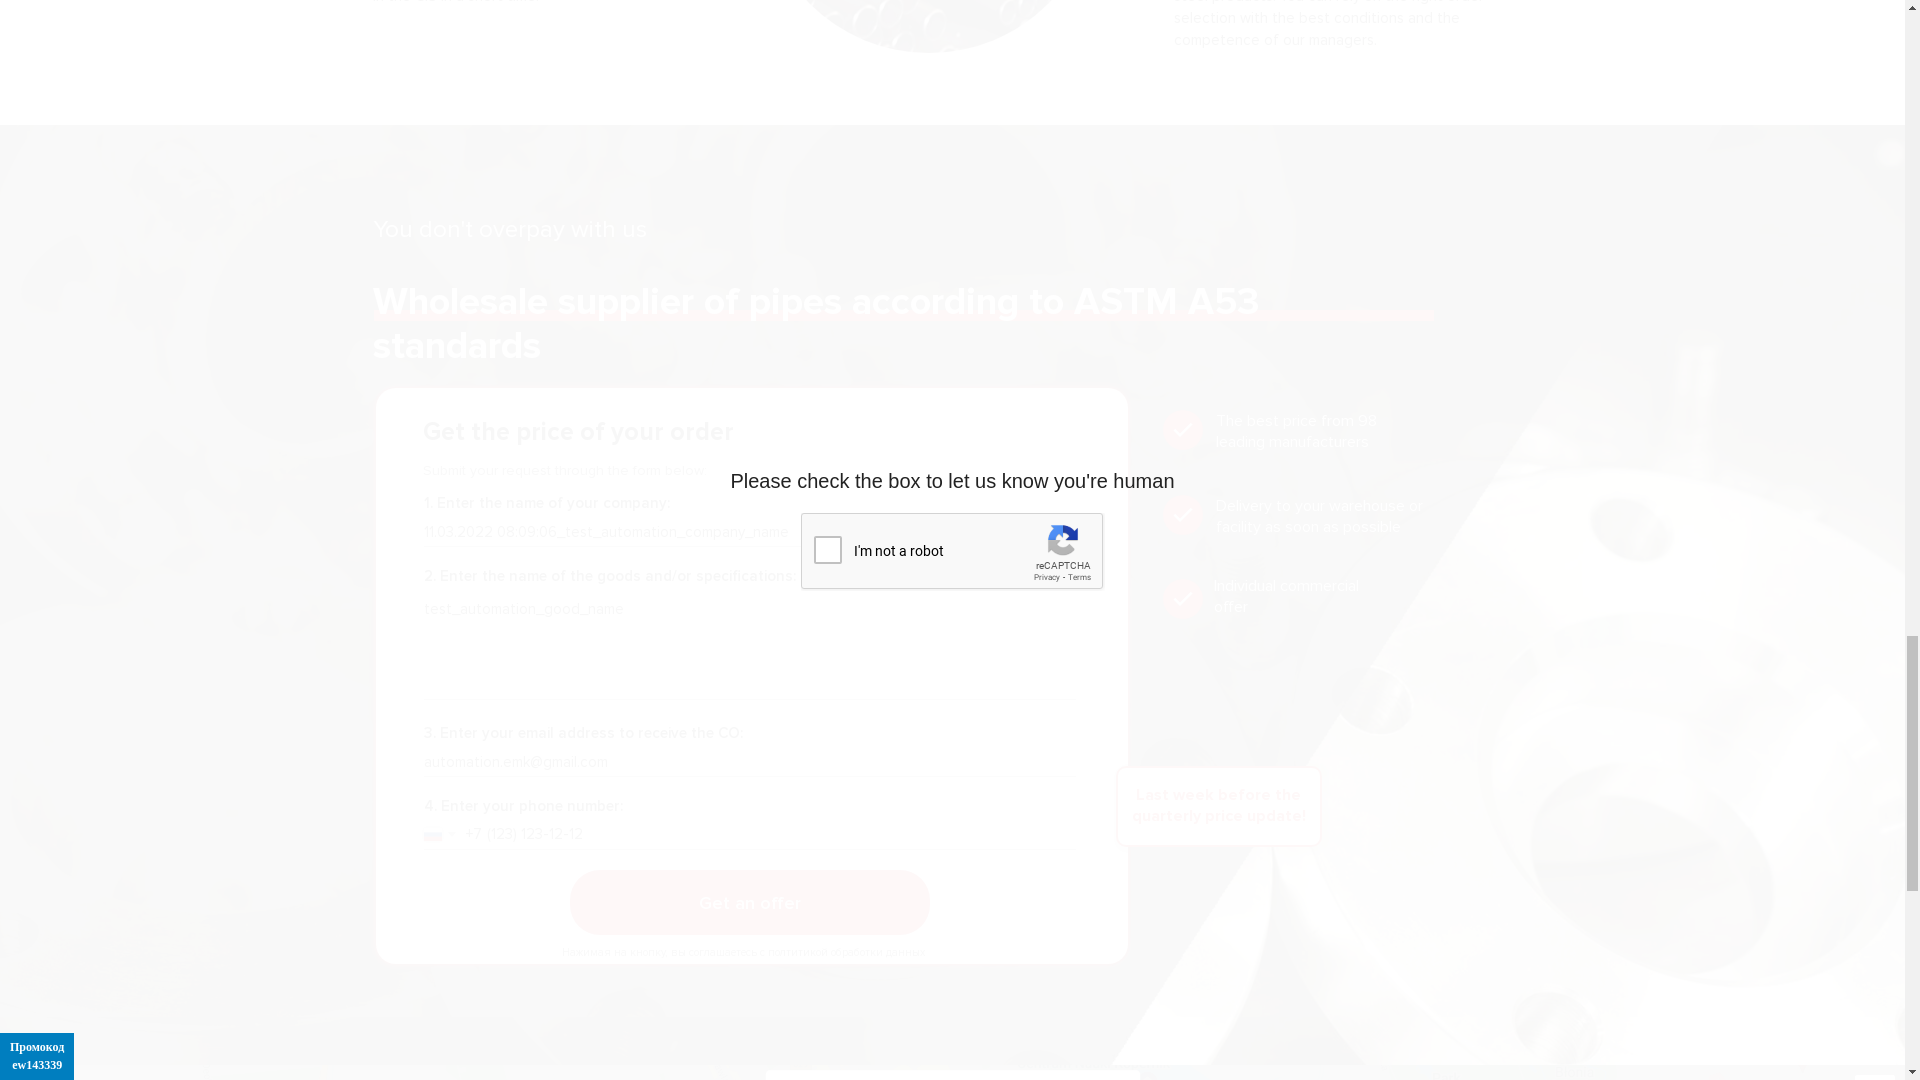 selection with the best conditions and the
competence of our managers.
You don't overpay with us
Wholesale supplier of pipes according to ASTM A53
standards
Get the price of your order
Submit your request through the form below
1. Enter the name of your company:
11.03.2022 08:09:06_test_automation_company_name
2. Enter the name of the goods and/or specifications
test_automation_good_name
3. Enter your email address to receive the CO:
automation.emk@gmail.com
4. Enter your phone number:
+7 (123) 123-12-12
Get an offer
The best price from 98
leading manufacturers
Delivery to your warehouse or
facility as soon as possible
Individual commercial
offer
Last week before the
quarterly price update!
Please check the box to let us know you're human
I'm not a robot
reCAPTCHA
Privacy - Terms
Промокод
ew143339